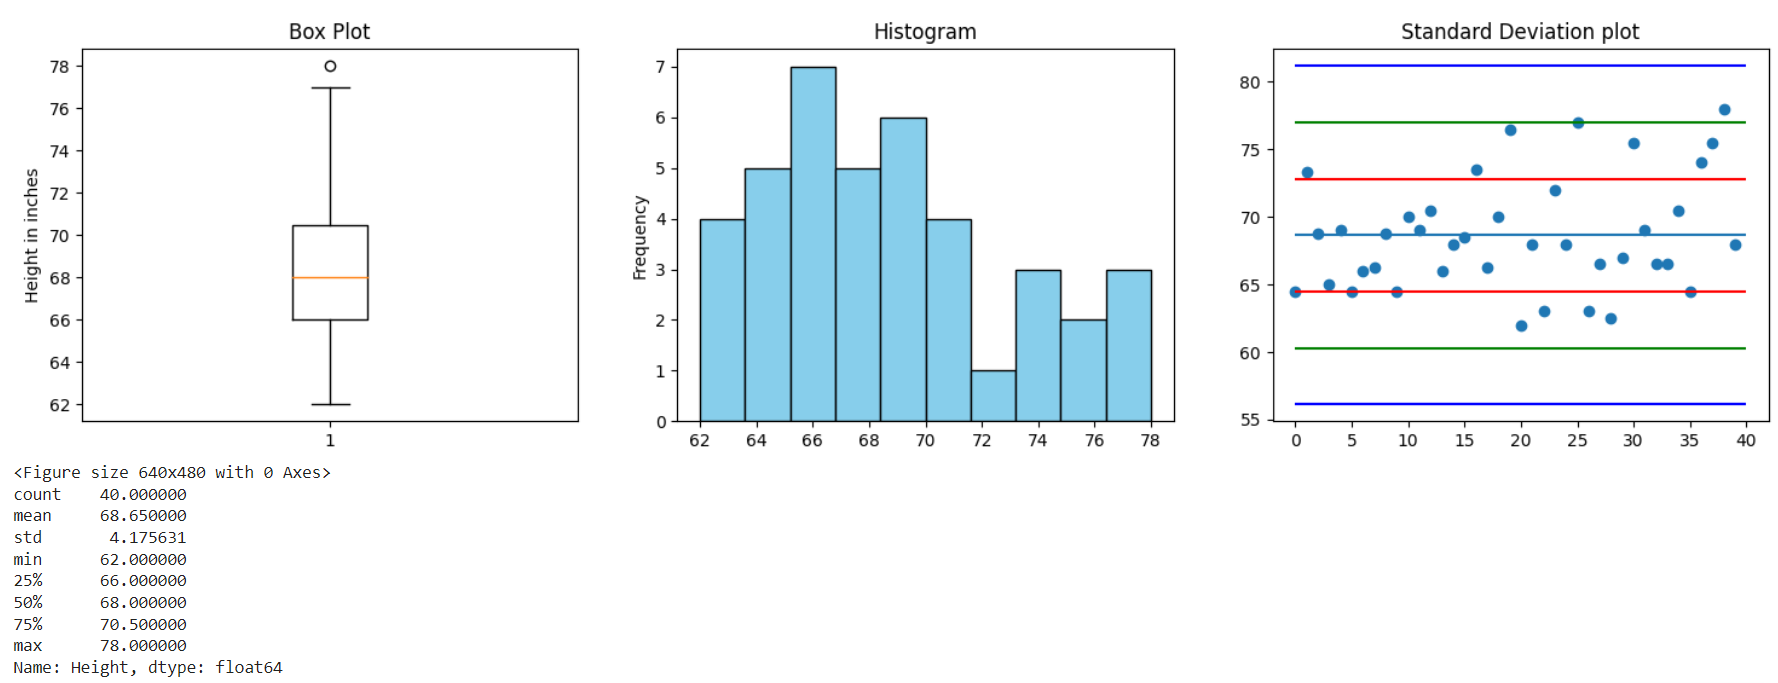 Box Plot
Height in inches
78
76
74
72
70
68
66
64
62
1
Histogram
Frequency
7
6
5
4
3
2
1
0
62 64 66 68 70 72 74 76 78
Standard Deviation plot
80
75
70
65
60
55
0 5 10 15 20 25 30 35 40
<Figure size 640x480 with 0 Axes>
count 40.000000
mean 68.650000
std 4.175631
min 62.000000
25% 66.000000
50% 68.000000
75% 70.500000
max 78.000000
Name: Height, dtype: float64